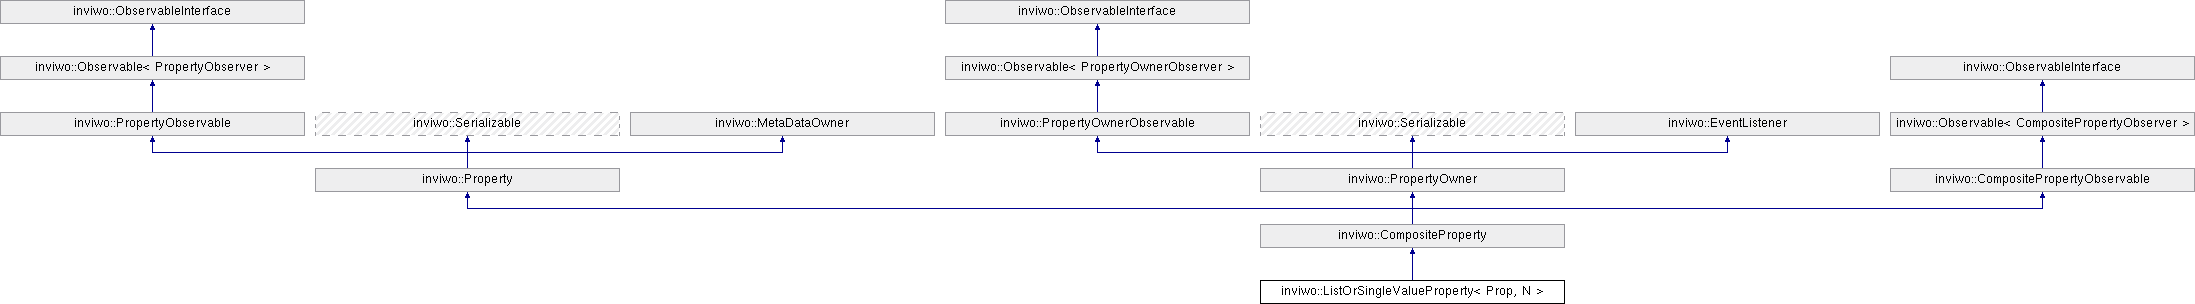 inviwo::ObservableInterface
inviwo::ObservableInterface
inviwo::Observable< PropertyObserver >
inviwo::Observable< PropertyOwnerObserver >
inviwo::ObservableInterface
inviwo::PropertyObservable
inviwo::Serializable
inviwo::MetaDataOwner
inviwo::PropertyOwnerObservable
inviwo::Serializable
inviwo::EventListener
inviwo::Observable< CompositePropertyObserver >
inviwo::Property
inviwo::PropertyOwner
inviwo::CompositePropertyObservable
inviwo::CompositeProperty
inviwo::ListOrSingleValueProperty< Prop, N >